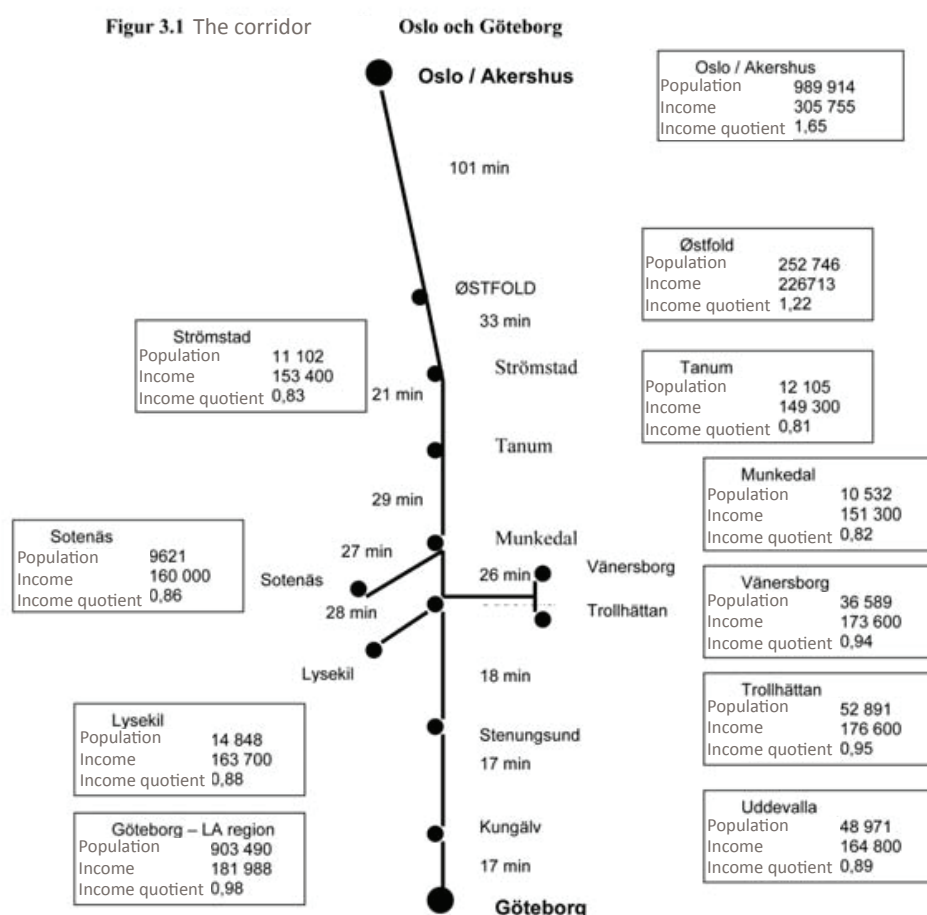 Figur 3.1 The corridor Oslo och Göteborg
Oslo / Akershus
Oslo / Akershus
Population 989 914
Income 305 755
Income quotient 1,65
101 min
Østfold
Population 252 746
Income 226713
Income quotient 1,22
ØSTFOLD
33 min
Strömstad
Population 11 102
Income 153 400
Income quotient 0,83
Strömstad
21 min
Tanum
Population 12 105
Income 149 300
Income quotient 0,81
Tanum
29 min
Munkedal
Population 10 532
Income 151 300
Income quotient 0,82
Sotenäs
Population 9621
Income 160 000
Income quotient 0,86
27 min
Munkedal
Sotenäs
26 min
Vänersborg
28 min
Trollhättan
Vänersborg
Population 36 589
Income 173 600
Income quotient 0,94
Lysekil
18 min
Trollhättan
Population 52 891
Income 176 600
Income quotient 0,95
Lysekil
Population 14 848
Income 163 700
Income quotient 0,88
Stenungsund
17 min
Uddevalla
Population 48 971
Income 164 800
Income quotient 0,89
Göteborg – LA region
Population 903 490
Income 181 988
Income quotient 0,98
Kungälv
17 min
Göteborg